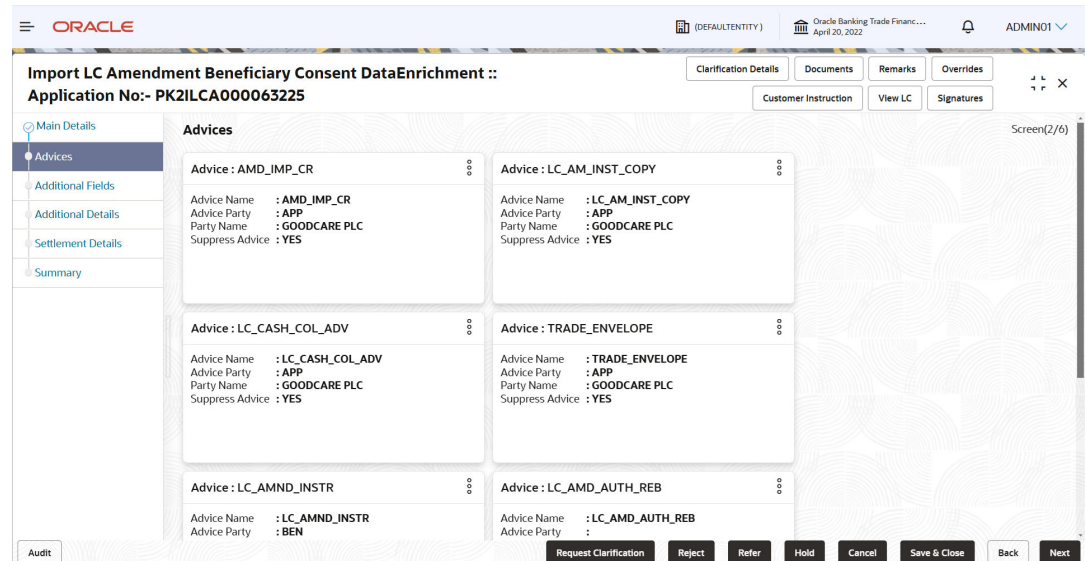 ORACLE
(DEFAULTENTITY )
Oracle Banking Trade Financ...
April 20, 2022
ADMIN01
Import LC Amendment Beneficiary Consent DataEnrichment ::
Application No:- PK2ILCA000063225
Clarification Details
Documents
Remarks
Overrides
Customer Instruction
View LC
Signatures
Main Details
Advices
Additional Fields
Additional Details
Settlement Details
Summary
Advices
Screen(2/6)
Advice : AMD_IMP_CR
Advice Name : AMD_IMP_CR
Advice Party : APP
Party Name : GOODCARE PLC
Suppress Advice : YES
Advice : LC_AM_INST_COPY
Advice Name : LC_AM_INST_COPY
Advice Party : APP
Party Name : GOODCARE PLC
Suppress Advice : YES
Advice : LC_CASH_COL_ADV
Advice Name : LC_CASH_COL_ADV
Advice Party : APP
Party Name : GOODCARE PLC
Suppress Advice : YES
Advice : TRADE_ENVELOPE
Advice Name : TRADE_ENVELOPE
Advice Party : APP
Party Name : GOODCARE PLC
Suppress Advice : YES
Advice : LC_AMND_INSTR
Advice Name : LC_AMND_INSTR
Advice Party : BEN
Advice : LC_AMD_AUTH_REB
Advice Name : LC_AMD_AUTH_REB
Advice Party :
Audit
Request Clarification
Reject
Refer
Hold
Cancel
Save & Close
Back
Next